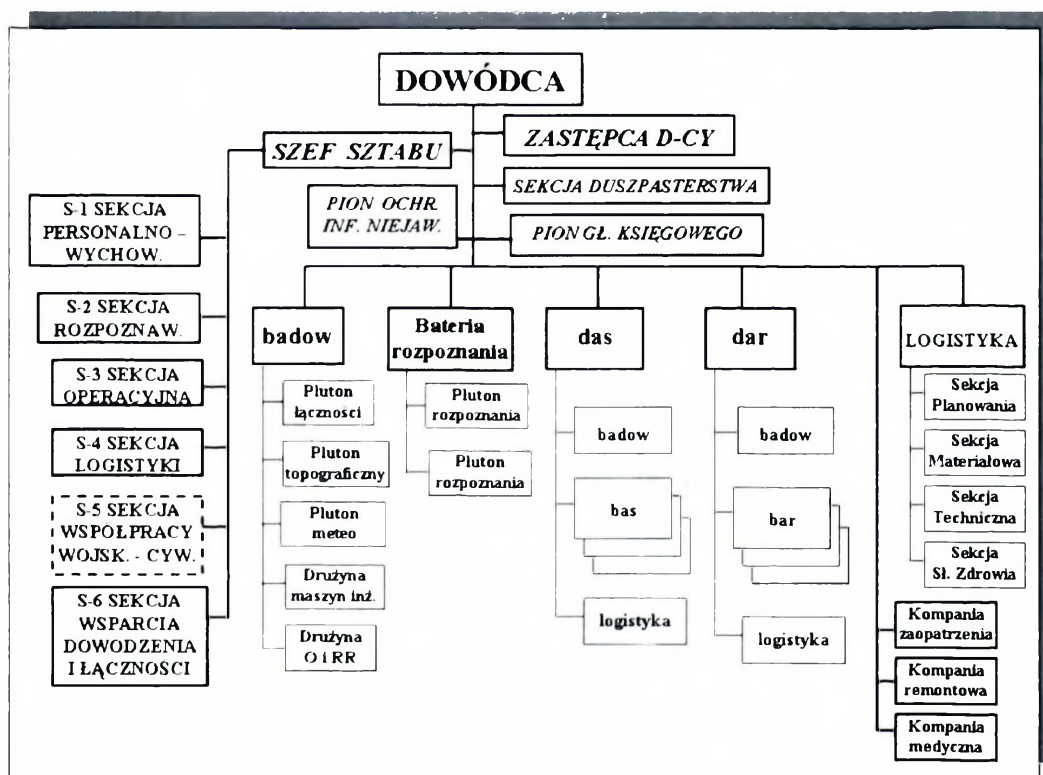 DOWÓDCA
SZEF SZTABU
ZASTĘPCA D-CY
SEKCJA DUSZPASTERSTWA
PION OCHR.
INF. NIEJAW.
PION GŁ. KSIĘGOWEGO
S-1 SEKCJA
PERSONALNO –
WYCHOW.
S-2 SEKCJA
ROZPOZNAW.
S-3 SEKCJA
OPERACYJNA
S-4 SEKCJA
LOGISTYKI
S-5 SEKCJA
WSPÓŁPRACY
WOJSK. - CYW.
S-6 SEKCJA
WSPARCIA
DOWODZENIA
I ŁĄCZNOŚCI
badow
Pluton
łączności
Pluton
topograficzny
Pluton
meteo
Drużyna
maszyn inż.
Drużyna
O i RR
Bateria
rozpoznania
Pluton
rozpoznania
Pluton
rozpoznania
das
badow
bas
logistyka
dar
badow
bar
logistyka
LOGISTYKA
Sekcja
Planowania
Sekcja
Materiałowa
Sekcja
Techniczna
Sekcja
Sł. Zdrowia
Kompania
zaopatrzenia
Kompania
remontowa
Kompania
medyczna